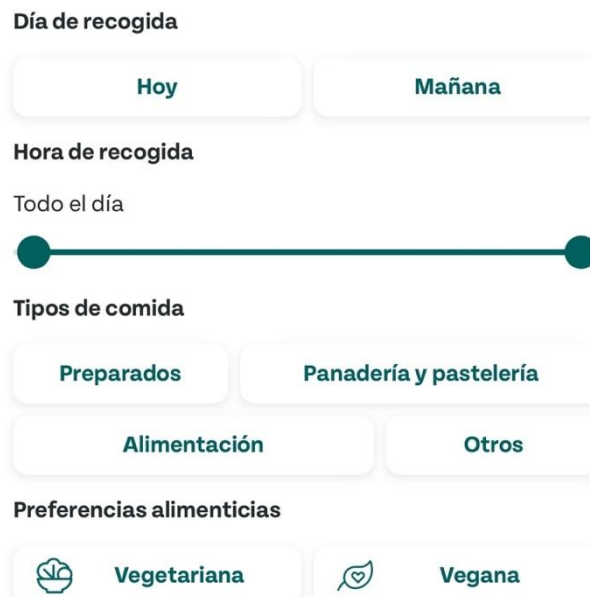 Día de recogida
Hoy Mañana
Hora de recogida
Todo el día
Tipos de comida
Preparados Panadería y pastelería
Alimentación Otros
Preferencias alimenticias
Vegetariana Vegana